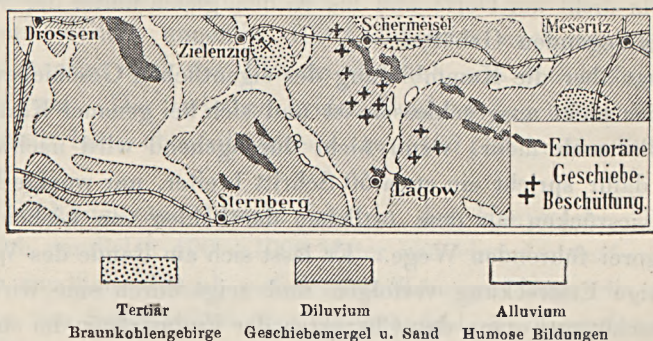 Drossen
Zielenzig
Schermeisel
Meseritz
Sternberg
Lagow
Endmoräne
Geschiebe-
Beschüttung.
Tertiär
Braunkohlengebirge
Diluvium
Geschiebemergel u. Sand
Alluvium
Humose Bildungen